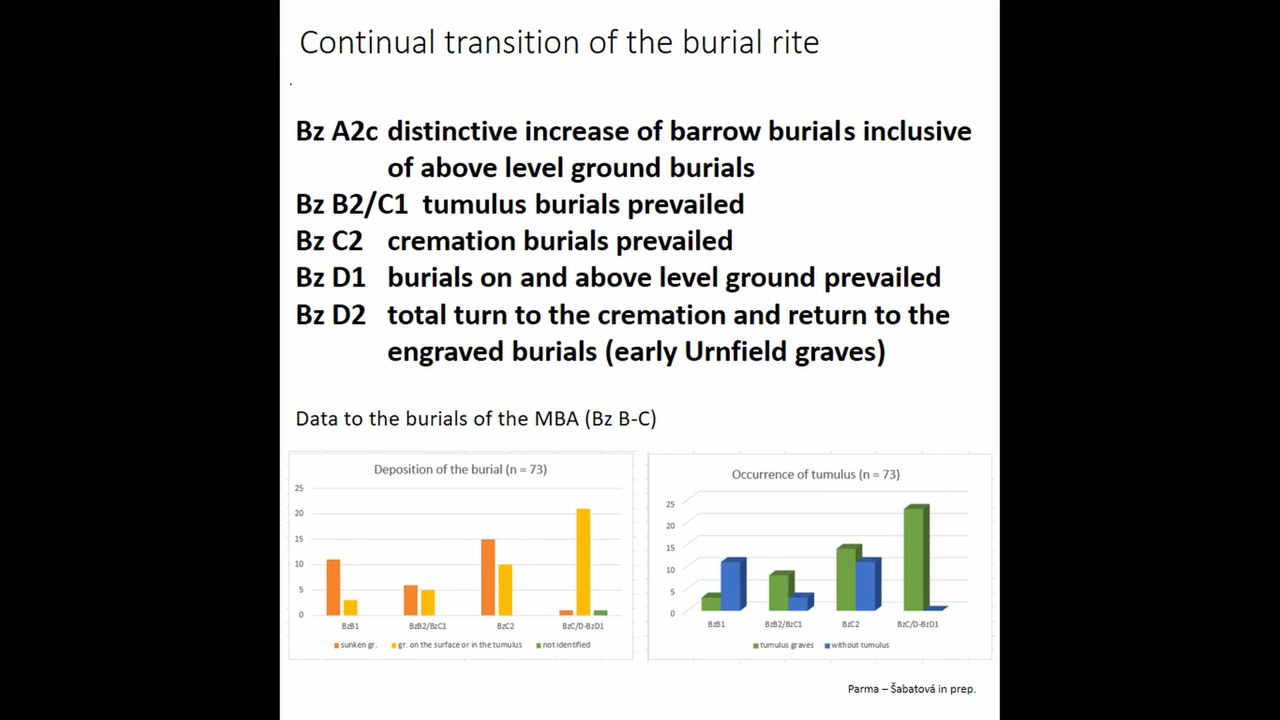 Continual transition of the burial rite
.
Bz A2c distinctive increase of barrow burials inclusive
of above level ground burials
Bz B2/C1 tumulus burials prevailed
Bz C2 cremation burials prevailed
Bz D1 burials on and above level ground prevailed
Bz D2 total turn to the cremation and return to the
engraved burials (early Urnfield graves)
Data to the burials of the MBA (Bz B-C)
Deposition of the burial (n = 73)
25
20
15
10
5
0
BzB1 BzB2/BzC1 BzC2 BzC/D-BzD1
sunken gr. gr. on the surface or in the tumulus not identified
Occurrence of tumulus (n = 73)
25
20
15
10
5
0
BzB1 BzB2/BzC1 BzC2 BzC/D-BzD1
tumulus graves without tumulus
Parma – Šabatová in prep.